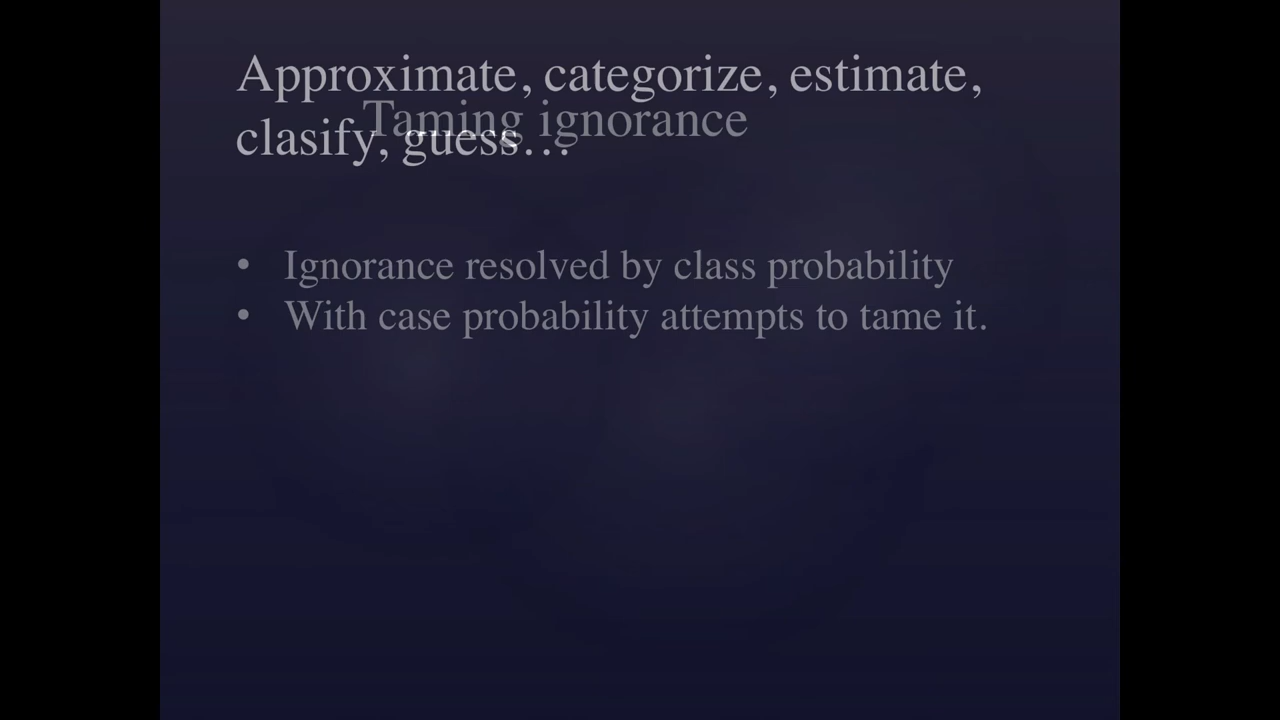 Approximate, categorize, estimate,
Taming ignorance
clasify, guess…
• Ignorance resolved by class probability
• With case probability attempts to tame it.